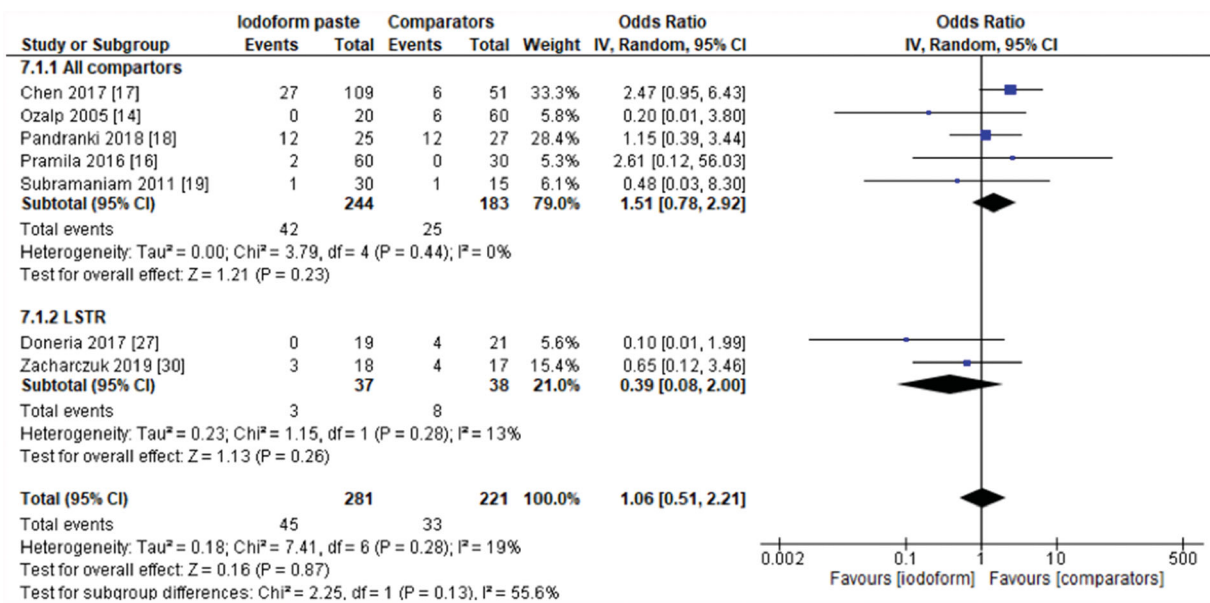 Iodoform paste Comparators Odds Ratio Odds Ratio
Study or Subgroup Events Total Events Total Weight IV, Random, 95% CI IV, Random, 95% CI
7.1.1 All compartors
Chen 2017 [17] 27 109 6 51 33.3% 2.47 [0.95, 6.43]
Ozalp 2005 [14] 0 20 6 60 5.8% 0.20 [0.01, 3.80]
Pandranki 2018 [18] 12 25 12 27 28.4% 1.15 [0.39, 3.44]
Pramila 2016 [16] 2 60 0 30 5.3% 2.61 [0.12, 56.03]
Subramaniam 2011 [19] 1 30 1 15 6.1% 0.48 [0.03, 8.30]
Subtotal (95% CI) 244 183 79.0% 1.51 [0.78, 2.92]
Total events 42 25
Heterogeneity: Tau² = 0.00; Chi² = 3.79, df = 4 (P = 0.44); I² = 0%
Test for overall effect: Z = 1.21 (P = 0.23)
7.1.2 LSTR
Doneria 2017 [27] 0 19 4 21 5.6% 0.10 [0.01, 1.99]
Zacharczuk 2019 [30] 3 18 4 17 15.4% 0.65 [0.12, 3.46]
Subtotal (95% CI) 37 38 21.0% 0.39 [0.08, 2.00]
Total events 3 8
Heterogeneity: Tau² = 0.23; Chi² = 1.15, df = 1 (P = 0.28); I² = 13%
Test for overall effect: Z = 1.13 (P = 0.26)
Total (95% CI) 281 221 100.0% 1.06 [0.51, 2.21]
Total events 45 33
Heterogeneity: Tau² = 0.18; Chi² = 7.41, df = 6 (P = 0.28); I² = 19%
Test for overall effect: Z = 0.16 (P = 0.87)
Test for subgroup differences: Chi² = 2.25, df = 1 (P = 0.13), I² = 55.6%
0.002 0.1 1 10 500
Favours [iodoform] Favours [comparators]